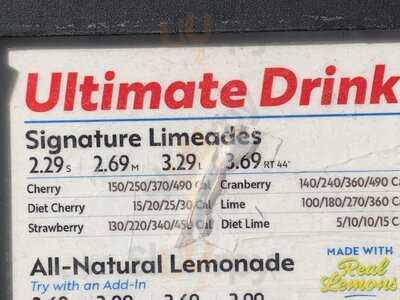 Ultimate Drink
Signature Limeades
2.29 S 2.69 M 3.29 L 3.69 RT 44°
Cherry 150/250/370/490 Cal Cranberry 140/240/360/490 Ca
Diet Cherry 15/20/25/30 Cal Lime 100/180/270/360 Ca
Strawberry 130/220/340/450 Cal Diet Lime 5/10/10/15 C
MADE WITH
Real
Lemons
All-Natural Lemonade
Try with an Add-In